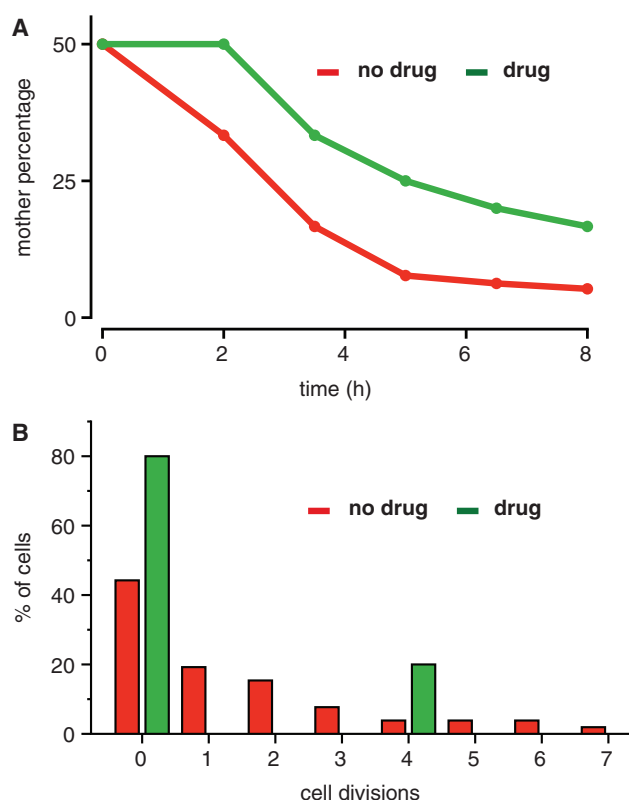 A
50
no drug
drug
mother percentage
25
0
0 2 4 6 8
time (h)
B
80
no drug
drug
60
% of cells
40
20
0
0 1 2 3 4 5 6 7
cell divisions